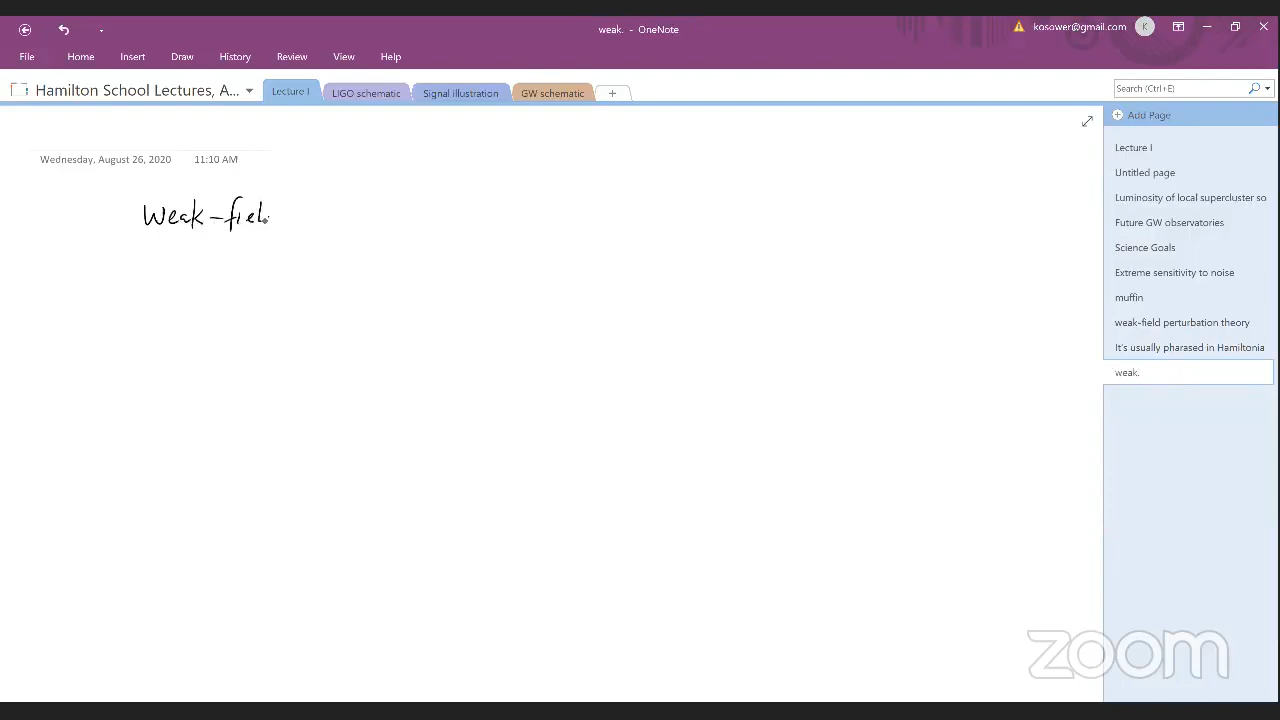 weak. - OneNote
kosower@gmail.com
K
File Home Insert Draw History Review View Help
Hamilton School Lectures, A... Lecture I LIGO schematic Signal illustration GW schematic
Search (Ctrl+E)
Add Page
Wednesday, August 26, 2020 11:10 AM
Weak-fiel
Lecture I
Untitled page
Luminosity of local supercluster so
Future GW observatories
Science Goals
Extreme sensitivity to noise
muffin
weak-field perturbation theory
It's usually pharased in Hamiltonia
weak.
zoom